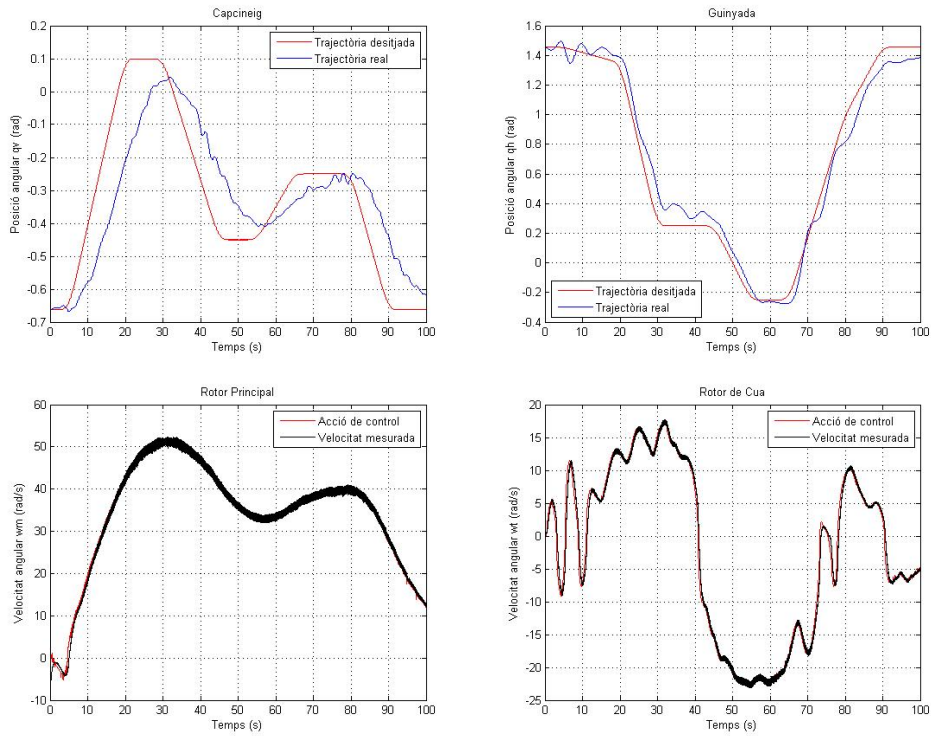 Capcineig
Trajectòria desitjada
Trajectòria real
Posició angular qv (rad)
0.2
0.1
0
-0.1
-0.2
-0.3
-0.4
-0.5
-0.6
-0.7
0 10 20 30 40 50 60 70 80 90 100
Temps (s)
Guinyada
Trajectòria desitjada
Trajectòria real
Posició angular qh (rad)
1.6
1.4
1.2
1
0.8
0.6
0.4
0.2
0
-0.2
-0.4
0 10 20 30 40 50 60 70 80 90 100
Temps (s)
Rotor Principal
Acció de control
Velocitat mesurada
Velocitat angular wm (rad/s)
60
50
40
30
20
10
0
-10
0 10 20 30 40 50 60 70 80 90 100
Temps (s)
Rotor de Cua
Acció de control
Velocitat mesurada
Velocitat angular wt (rad/s)
20
15
10
5
0
-5
-10
-15
-20
-25
0 10 20 30 40 50 60 70 80 90 100
Temps (s)